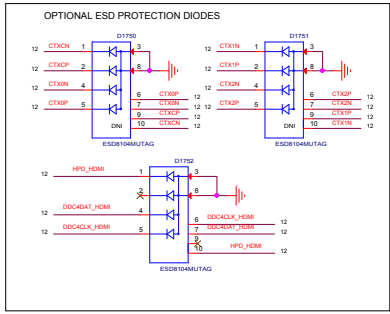 OPTIONAL ESD PROTECTION DIODES
D1750
12 CTXCN 1 3
12 CTXCP 2 8
12 CTX0N 4
12 CTX0P 5
6 CTX0P 12
7 CTX0N 12
9 CTXCP 12
DNI 10 CTXCN 12
ESD8104MUTAG
D1751
12 CTX1N 1 3
12 CTX1P 2 8
12 CTX2N 4
12 CTX2P 5
6 CTX2P 12
7 CTX2N 12
9 CTX1P 12
DNI 10 CTX1N 12
ESD8104MUTAG
D1752
12 HPD_HDMI 1 3
2 8
12 DDC4DAT_HDMI 4
12 DDC4CLK_HDMI 5
6 DDC4CLK_HDMI 12
7 DDC4DAT_HDMI 12
9
10 HPD_HDMI 12
ESD8104MUTAG